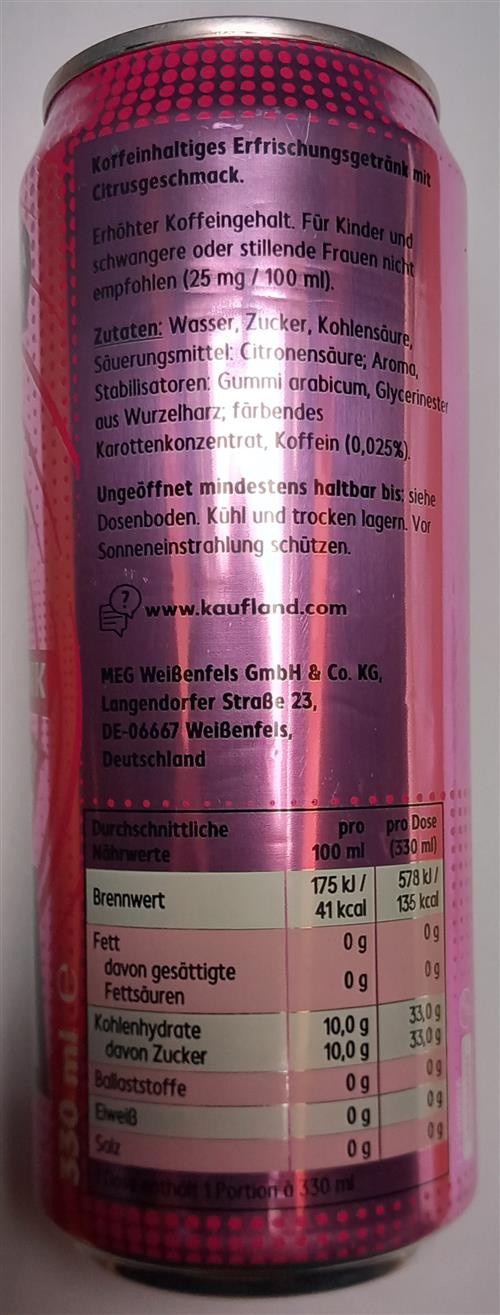 Koffeinhaltiges Erfrischungsgetränk mit
Citrusgeschmack.
Erhöhter Koffeingehalt. Für Kinder und
schwangere oder stillende Frauen nicht
empfohlen (25 mg / 100 ml).
Zutaten: Wasser, Zucker, Kohlensäure,
Säuerungsmittel: Citronensäure; Aroma,
Stabilisatoren: Gummi arabicum, Glycerinester
aus Wurzelharz; färbendes
Karottenkonzentrat, Koffein (0,025%).
Ungeöffnet mindestens haltbar bis: siehe
Dosenboden. Kühl und trocken lagern. Vor
Sonneneinstrahlung schützen.
? www.kaufland.com
MEG Weißenfels GmbH & Co. KG,
Langendorfer Straße 23,
DE-06667 Weißenfels,
Deutschland
Durchschnittliche pro pro Dose
Nährwerte 100 ml (330 ml)
Brennwert 175 kJ / 578 kJ /
41 kcal 135 kcal
Fett 0 g 0 g
davon gesättigte 0 g 0 g
Fettsäuren
Kohlenhydrate 10,0 g 33,0 g
davon Zucker 10,0 g 33,0 g
Ballaststoffe 0 g 0 g
Eiweiß 0 g 0 g
Salz 0 g 0 g
1 Dose enthält 1 Portion à 330 ml
330 ml e